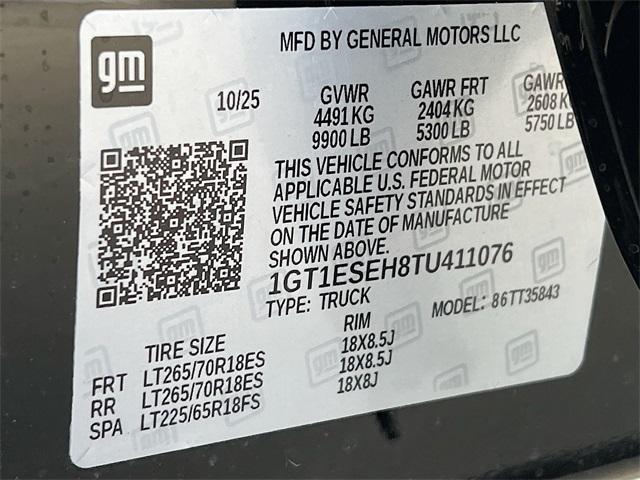 gm
MFD BY GENERAL MOTORS LLC
10/25 GVWR GAWR FRT GAWR
4491 KG 2404 KG 2608 K
9900 LB 5300 LB 5750 LB
THIS VEHICLE CONFORMS TO ALL
APPLICABLE U.S. FEDERAL MOTOR
VEHICLE SAFETY STANDARDS IN EFFECT
ON THE DATE OF MANUFACTURE
SHOWN ABOVE.
1GT1ESEH8TU411076
TYPE: TRUCK MODEL: 86TT35843
TIRE SIZE RIM
FRT LT265/70R18ES 18X8.5J
RR LT265/70R18ES 18X8.5J
SPA LT225/65R18FS 18X8J